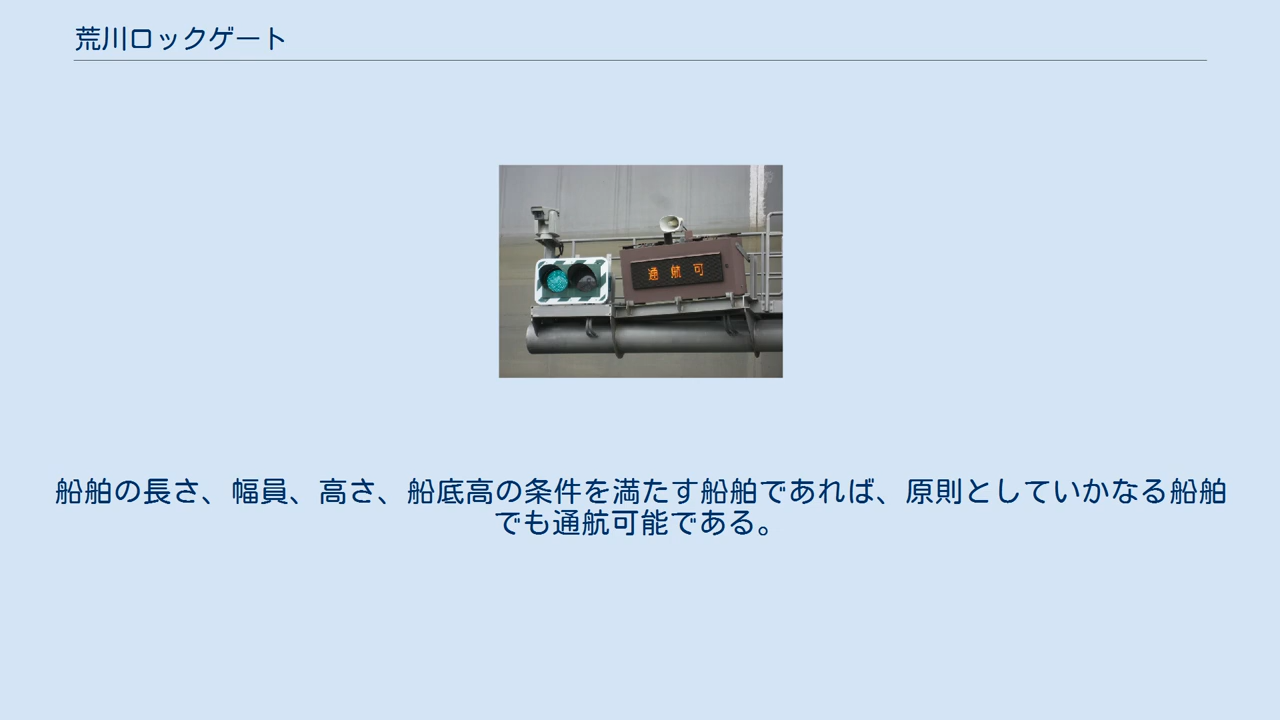 荒川ロックゲート
通航可
船舶の長さ、幅員、高さ、船底高の条件を満たす船舶であれば、原則としていかなる船舶
でも通航可能である。